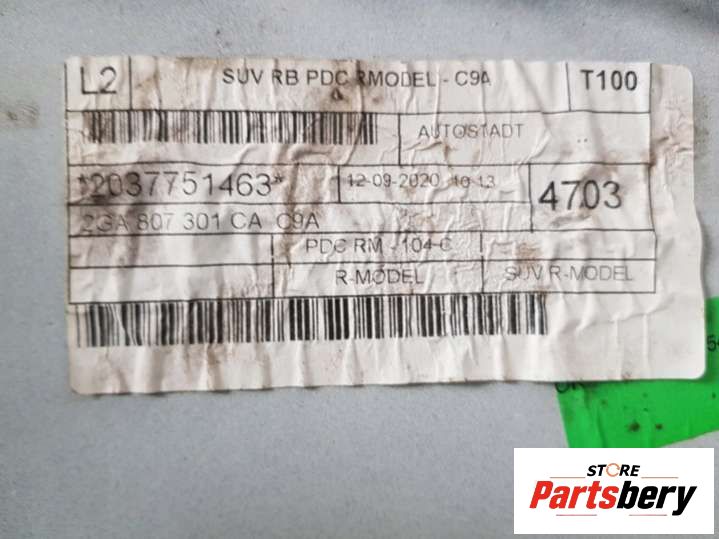 L2 SUV RB PDC RMODEL - C9A T100
AUTOSTADT
*2037751463* 12-09-2020 10:13 4703
2GA 807 301 CA C9A
PDC RM - 104-C
R-MODEL SUV R-MODEL
STORE
Partsbery